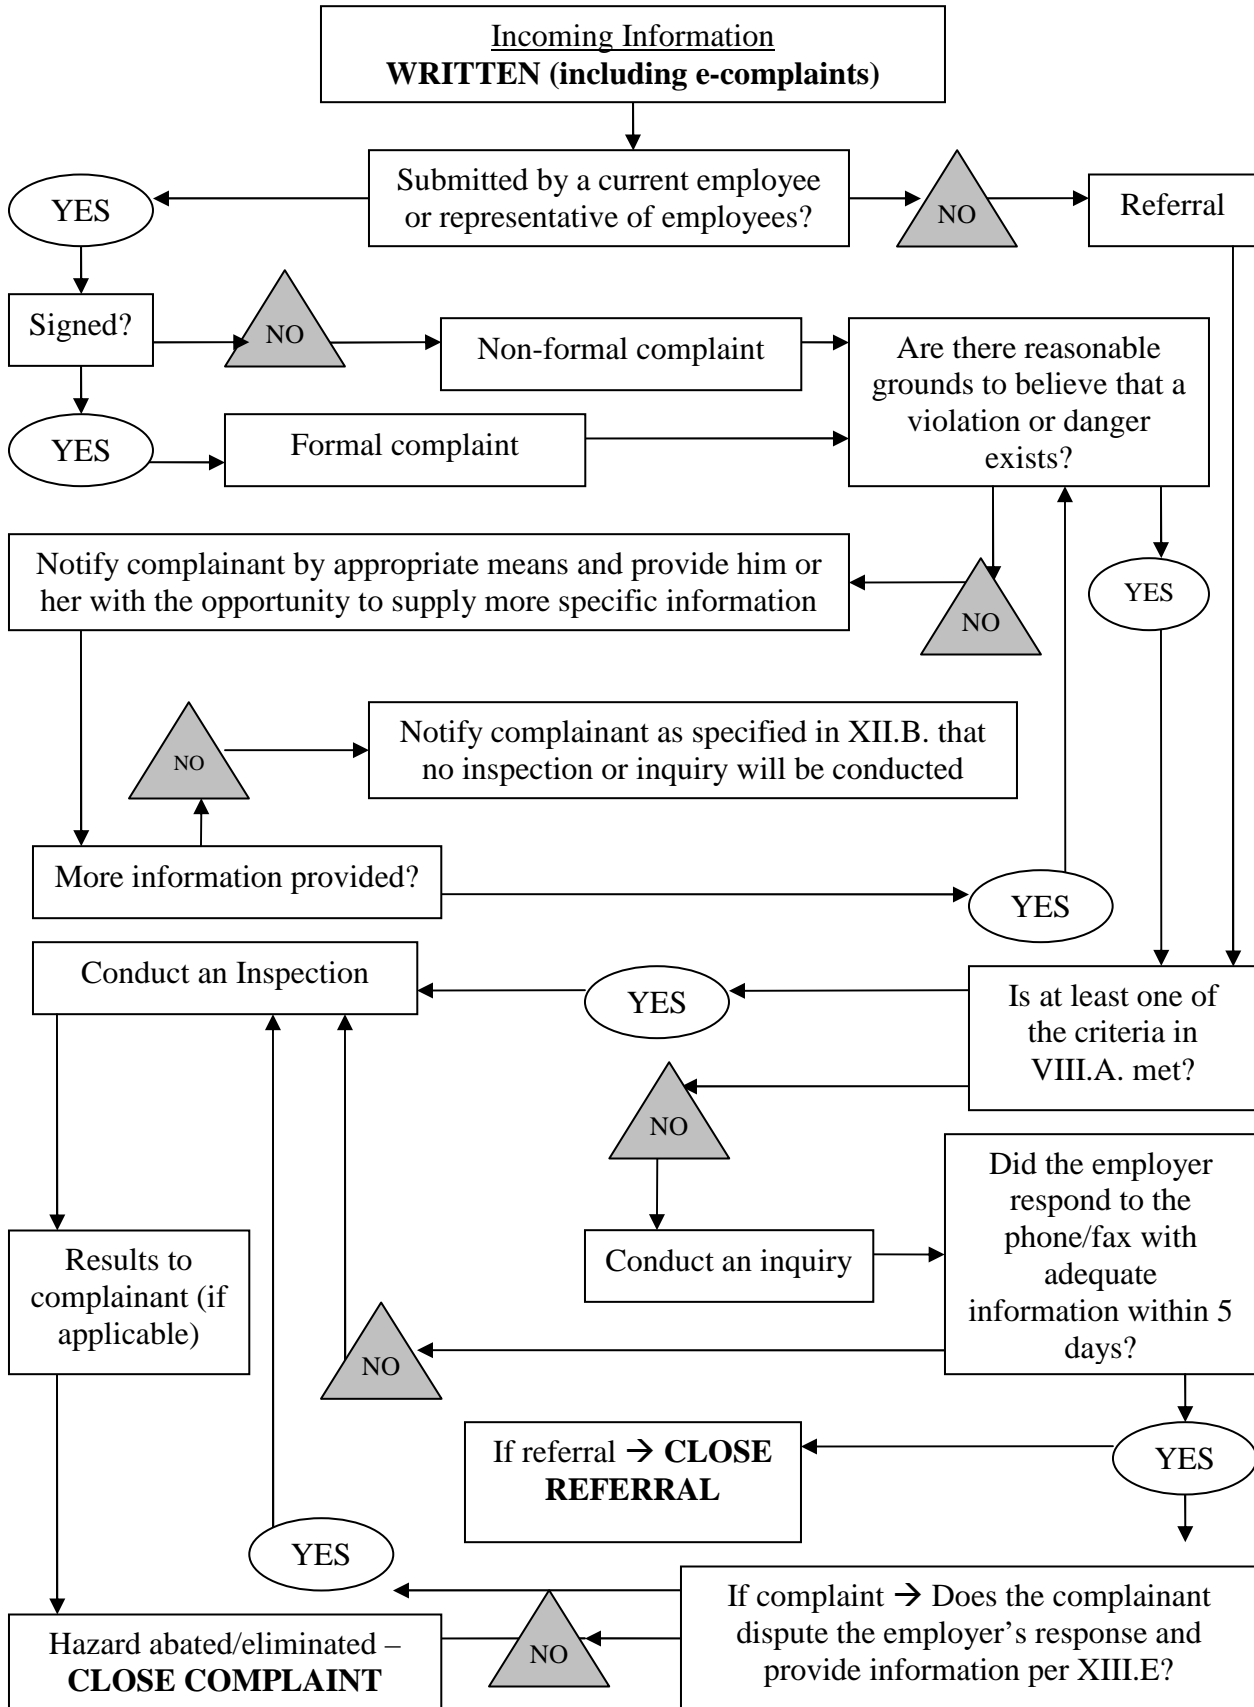 Incoming Information
WRITTEN (including e-complaints)
Submitted by a current employee
or representative of employees?
YES
NO
Referral
Signed?
NO
Non-formal complaint
Are there reasonable
grounds to believe that a
violation or danger
exists?
YES
Formal complaint
Notify complainant by appropriate means and provide him or
her with the opportunity to supply more specific information
NO
YES
NO
Notify complainant as specified in XII.B. that
no inspection or inquiry will be conducted
More information provided?
YES
Conduct an Inspection
YES
Is at least one of
the criteria in
VIII.A. met?
NO
Did the employer
respond to the
phone/fax with
adequate
information within 5
days?
Conduct an inquiry
Results to
complainant (if
applicable)
NO
If referral → CLOSE
REFERRAL
YES
YES
If complaint → Does the complainant
dispute the employer’s response and
provide information per XIII.E?
NO
Hazard abated/eliminated –
CLOSE COMPLAINT